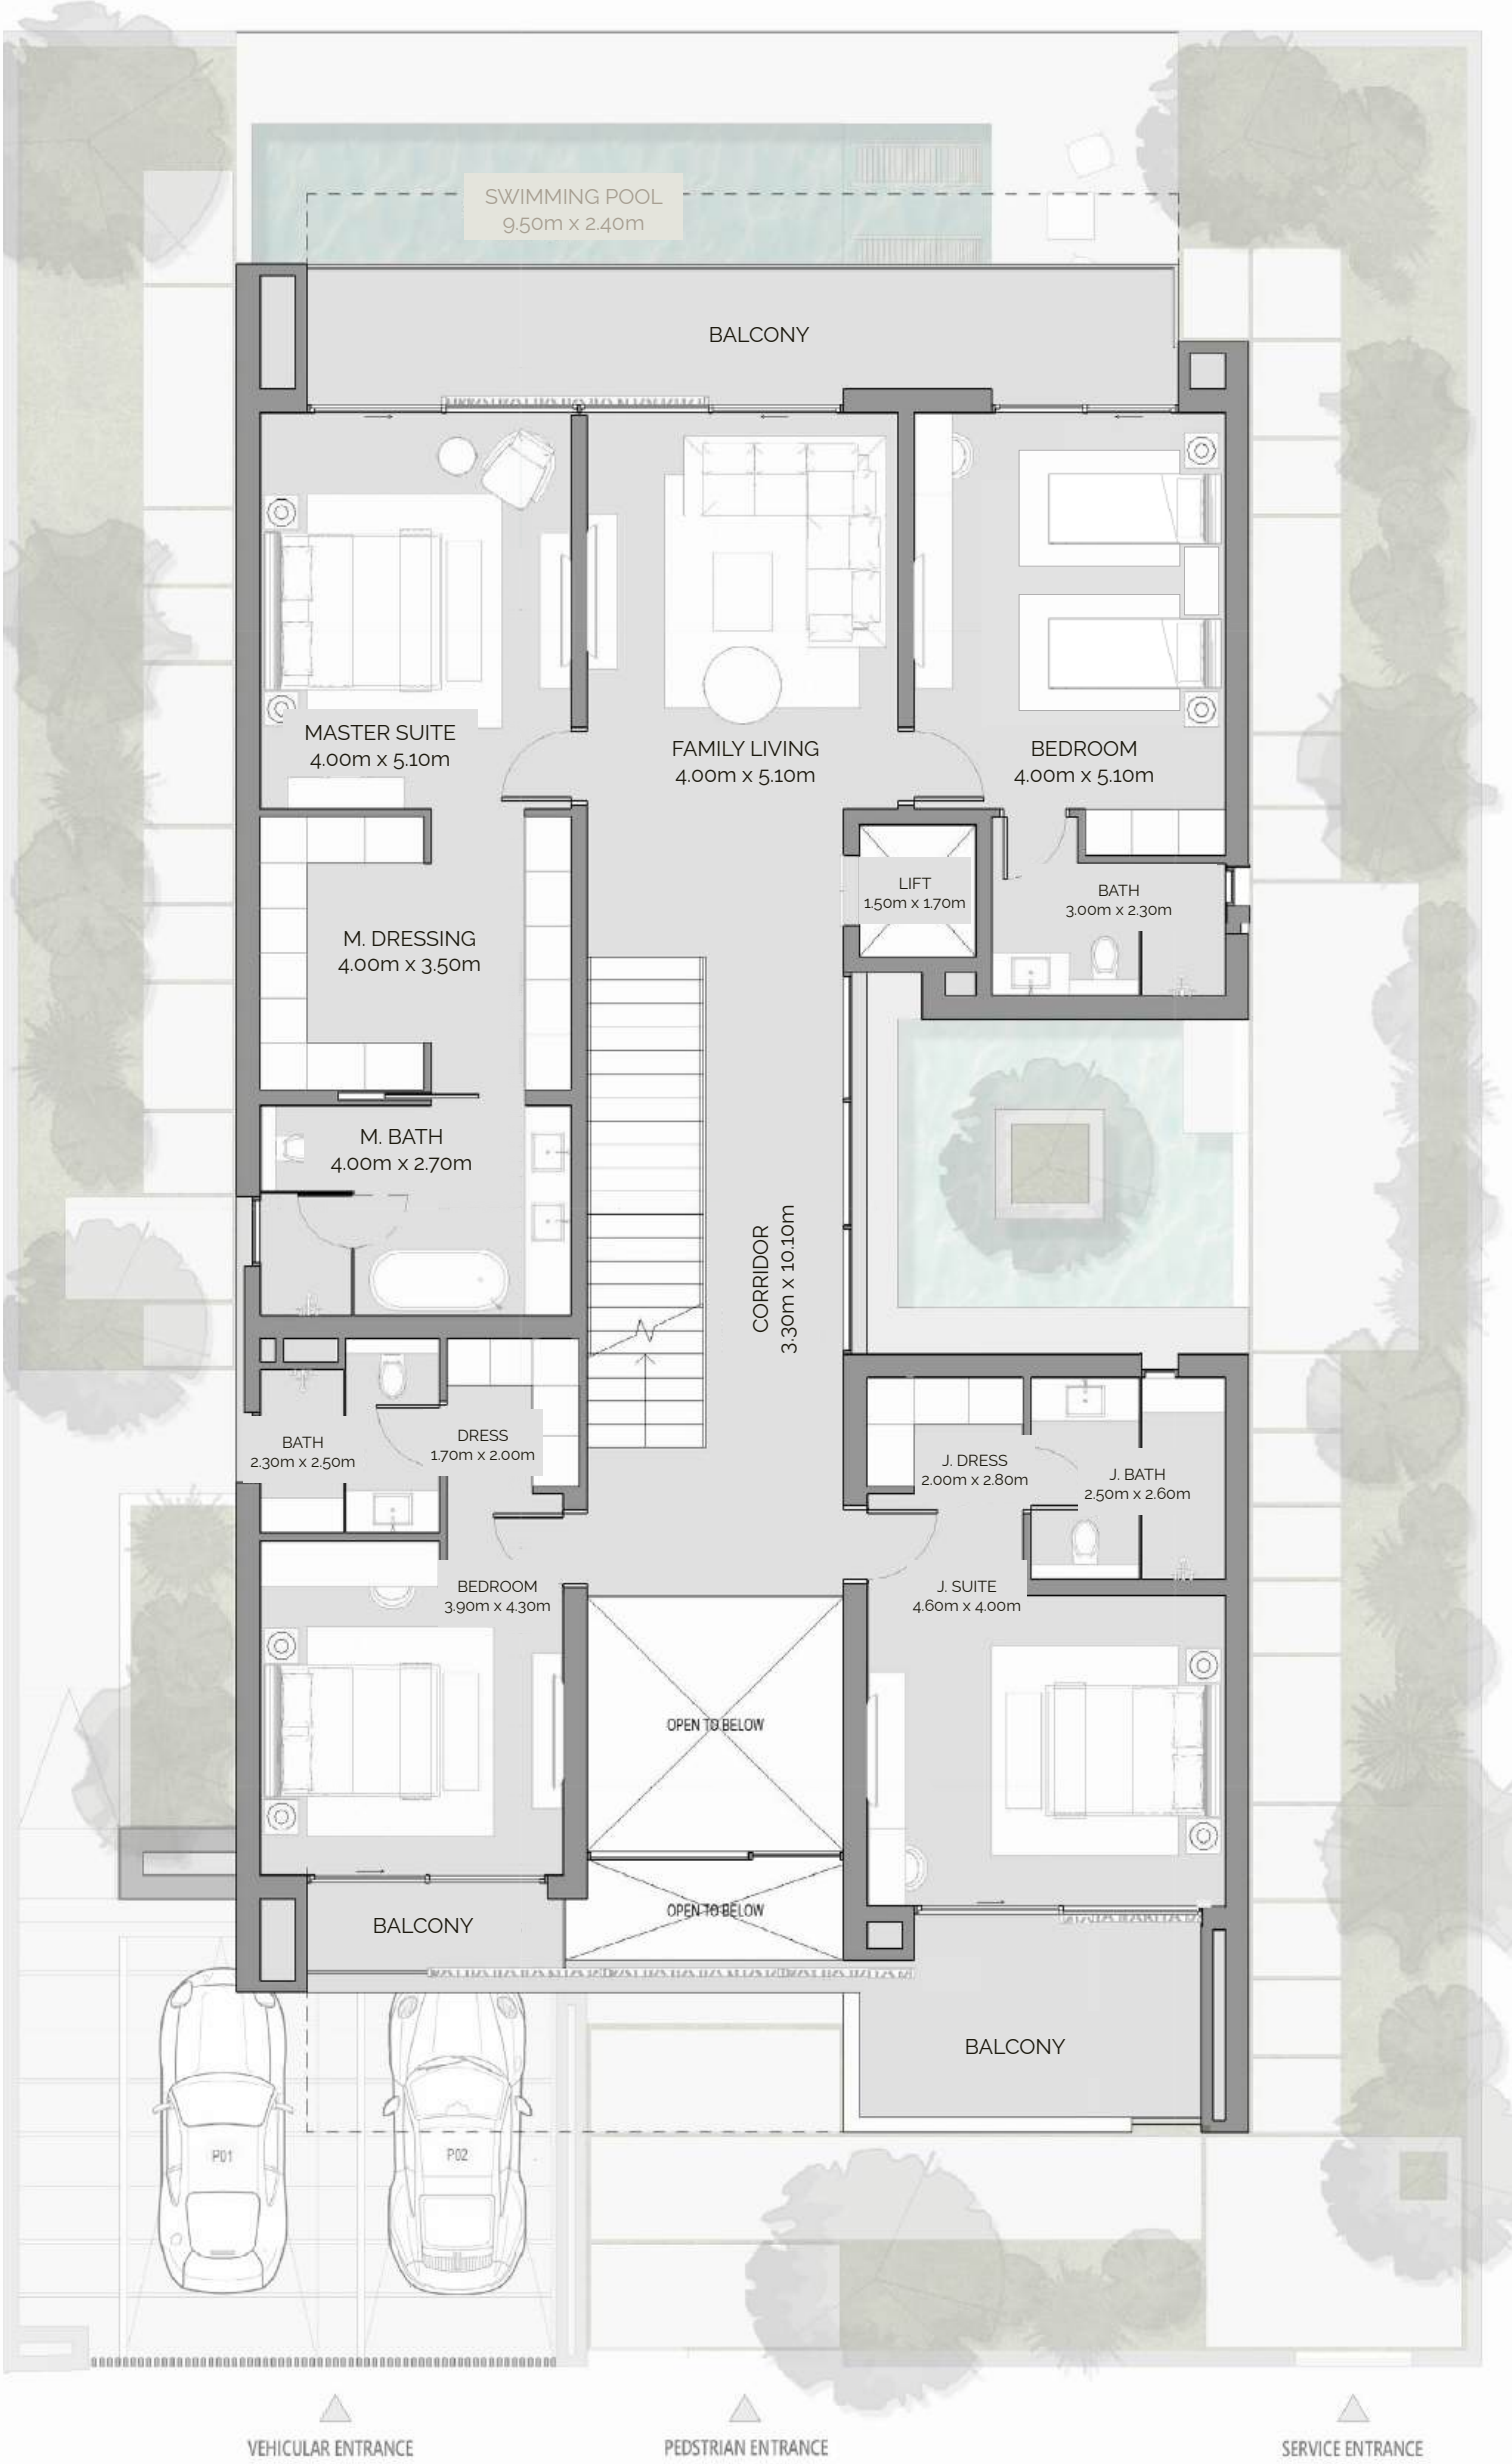 SWIMMING POOL
9.50m x 2.40m
BALCONY
MASTER SUITE
4.00m x 5.10m
FAMILY LIVING
4.00m x 5.10m
BEDROOM
4.00m x 5.10m
LIFT
1.50m x 1.70m
BATH
3.00m x 2.30m
M. DRESSING
4.00m x 3.50m
M. BATH
4.00m x 2.70m
CORRIDOR
3.30m x 10.10m
BATH
2.30m x 2.50m
DRESS
1.70m x 2.00m
J. DRESS
2.00m x 2.80m
J. BATH
2.50m x 2.60m
BEDROOM
3.90m x 4.30m
J. SUITE
4.60m x 4.00m
OPEN TO BELOW
OPEN TO BELOW
BALCONY
BALCONY
P01
P02
VEHICULAR ENTRANCE
PEDSTRIAN ENTRANCE
SERVICE ENTRANCE